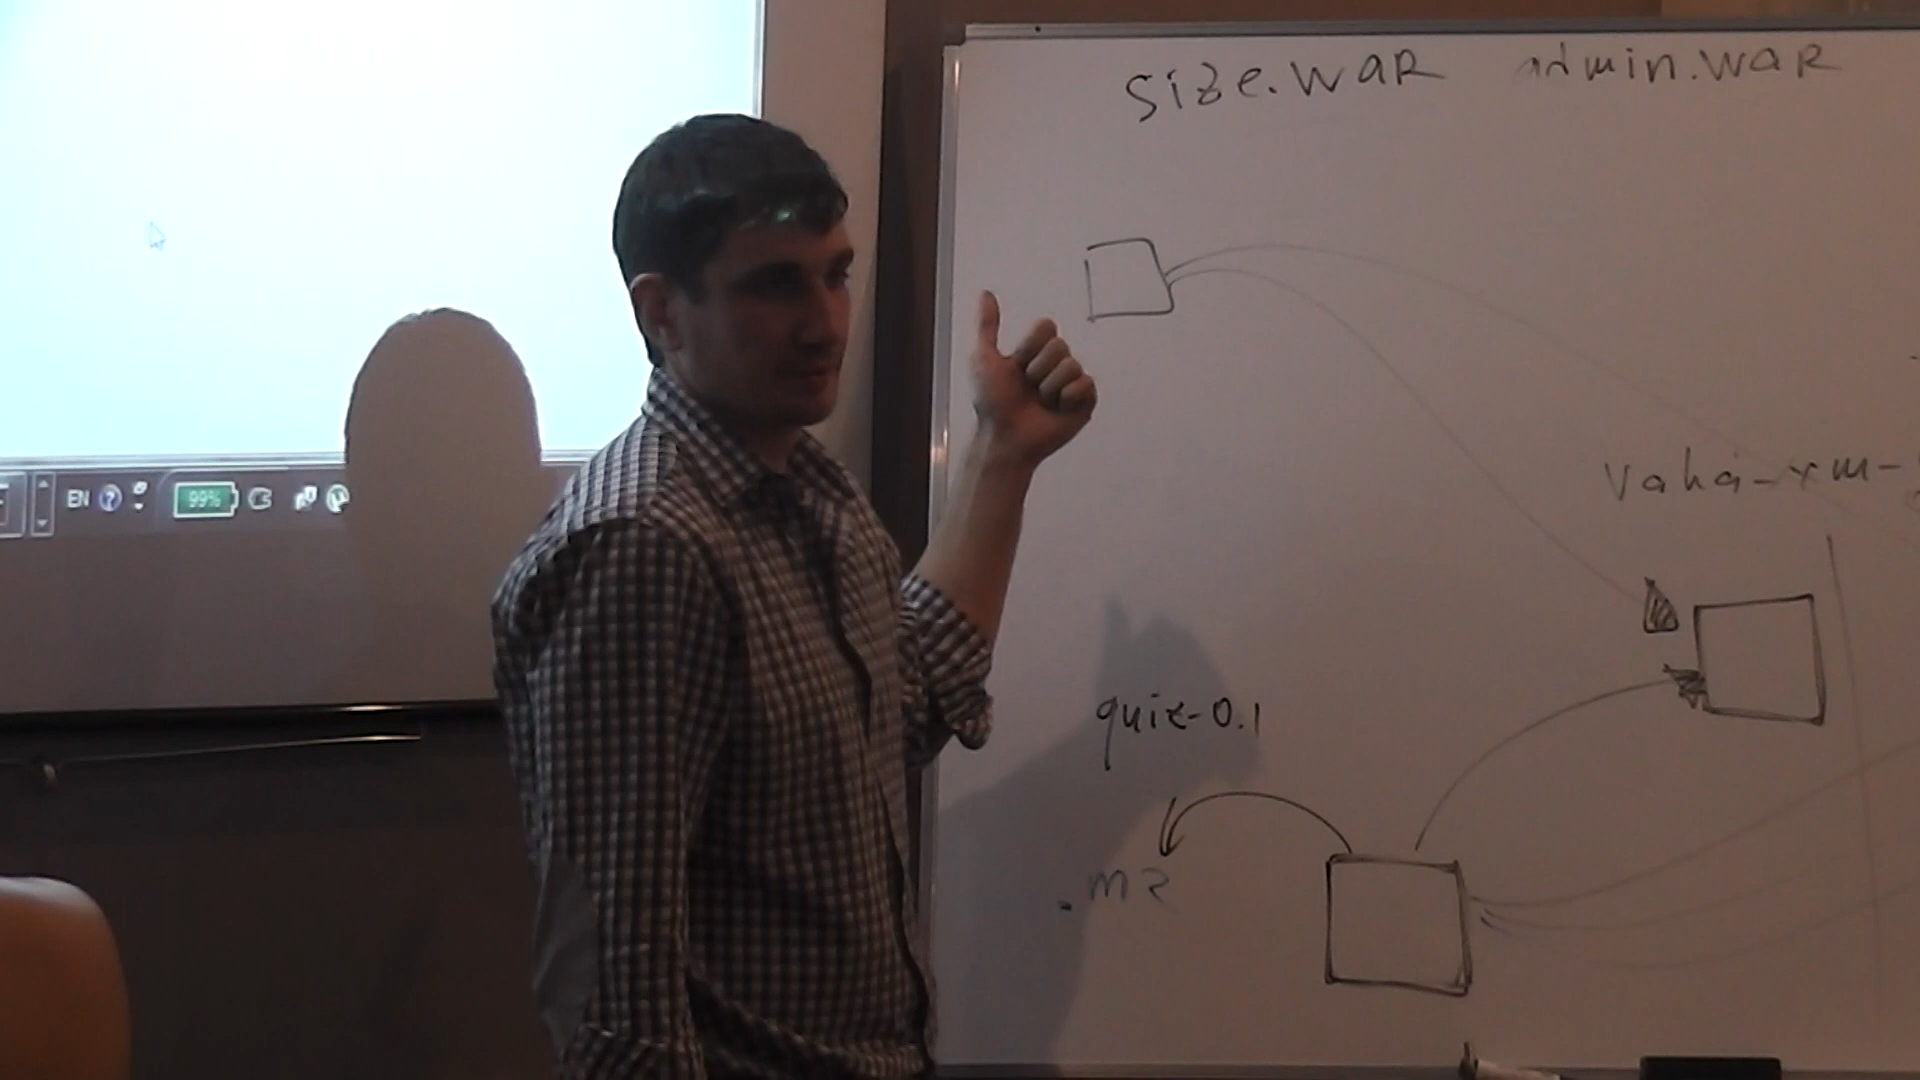 size.waR admin.waR
vaha-xm-
quiz-0.1
.m2
EN 99%